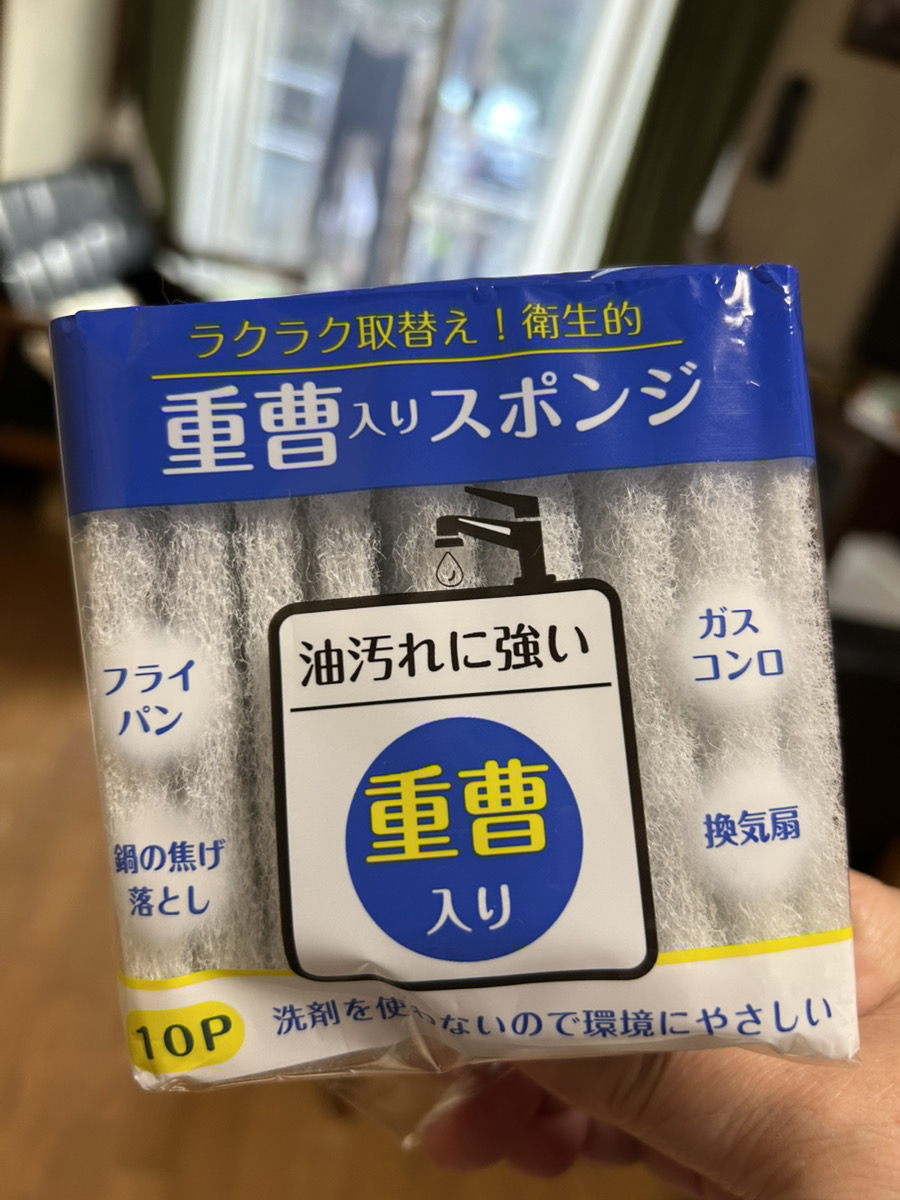 ラクラク取替え！衛生的
重曹入りスポンジ
油汚れに強い
重曹
入り
フライ
パン
鍋の焦げ
落とし
ガス
コンロ
換気扇
10P
洗剤を使わないので環境にやさしい